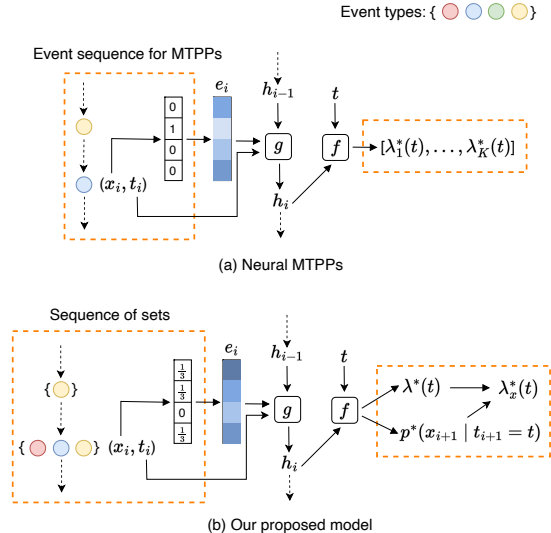 Event types: { }
Event sequence for MTPPs
e_i
h_{i-1}
t
0
1
0
0
(x_i, t_i)
g
f
[λ*_1(t), ..., λ*_K(t)]
h_i
(a) Neural MTPPs
Sequence of sets
e_i
h_{i-1}
t
1/3
1/3
0
1/3
{ }
{ } (x_i, t_i)
g
f
λ*(t)
λ*_x(t)
p*(x_{i+1} | t_{i+1} = t)
h_i
(b) Our proposed model